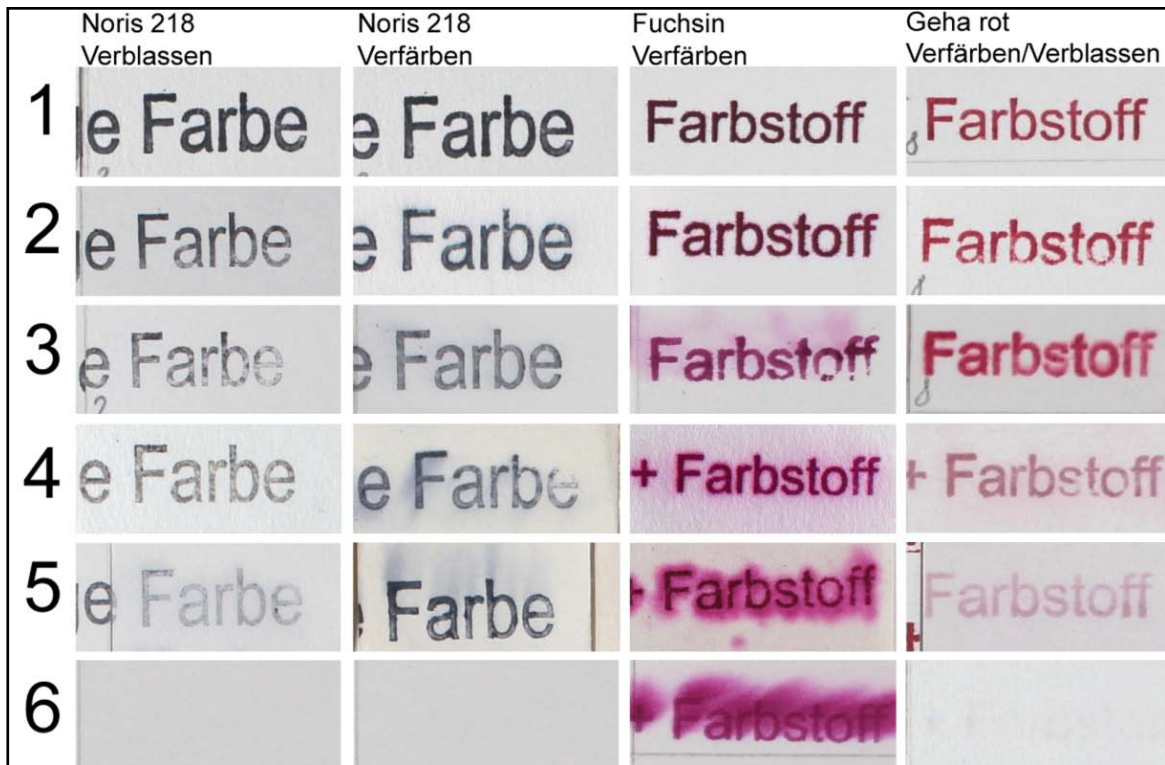 Noris 218 Noris 218 Fuchsin Geha rot
Verblassen Verfärben Verfärben Verfärben/Verblassen
1 e Farbe e Farbe Farbstoff Farbstoff
2 e Farbe e Farbe Farbstoff Farbstoff
3 e Farbe e Farbe Farbstoff Farbstoff
4 e Farbe e Farbe + Farbstoff + Farbstoff
5 e Farbe Farbe Farbstoff Farbstoff
6 Farbstoff